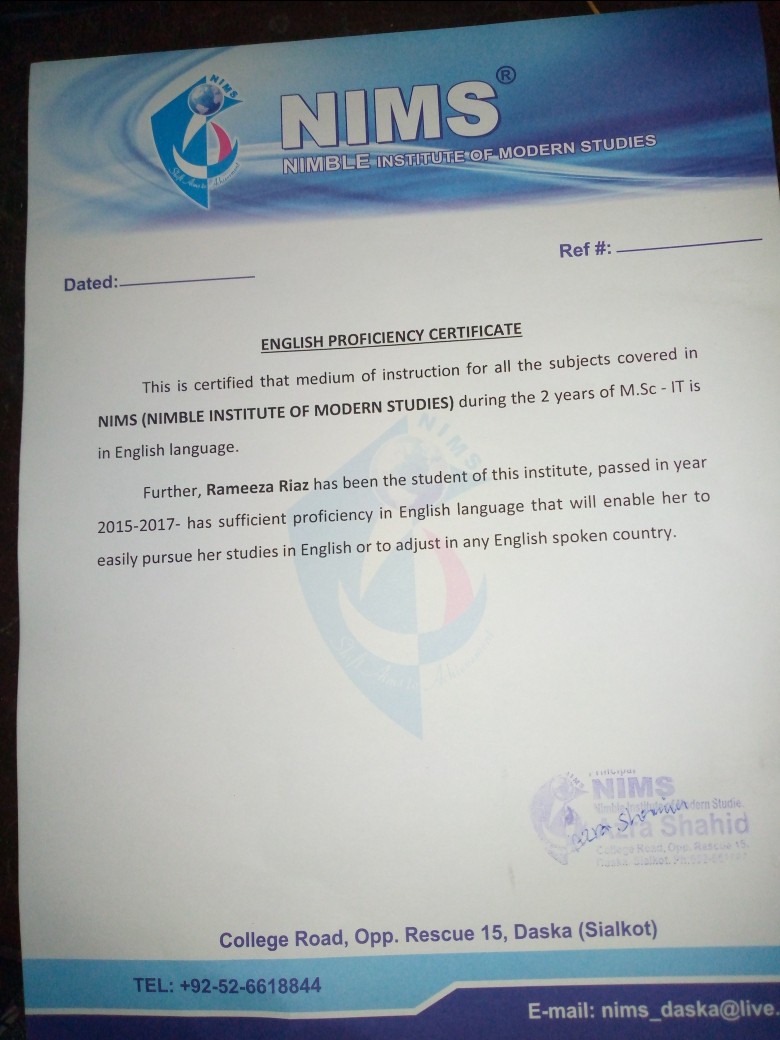 NIMS
NIMS®
NIMBLE INSTITUTE OF MODERN STUDIES
Ref #:
Dated:
ENGLISH PROFICIENCY CERTIFICATE
This is certified that medium of instruction for all the subjects covered in
NIMS (NIMBLE INSTITUTE OF MODERN STUDIES) during the 2 years of M.Sc - IT is
in English language.
Further, Rameeza Riaz has been the student of this institute, passed in year
2015-2017- has sufficient proficiency in English language that will enable her to
easily pursue her studies in English or to adjust in any English spoken country.
NIMS
Principal
NIMS
Nimble Institute of Modern Studie
Azra Shahid
College Road, Opp. Rescue 15,
Daska Sialkot.
College Road, Opp. Rescue 15, Daska (Sialkot)
TEL: +92-52-6618844
E-mail: nims_daska@live.